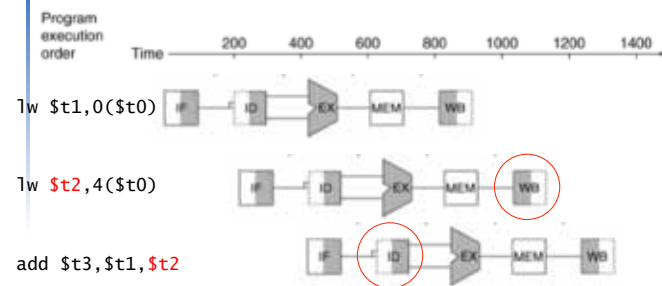 Program
execution
order
Time
200 400 600 800 1000 1200 1400
lw $t1,0($t0)
IF ID EX MEM WB
lw $t2,4($t0)
IF ID EX MEM WB
add $t3,$t1,$t2
IF ID EX MEM WB